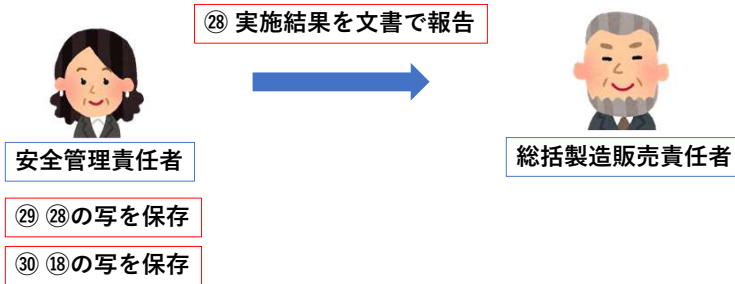 ㉘ 実施結果を文書で報告
安全管理責任者
総括製造販売責任者
㉙ ㉘の写を保存
㉚ ⑱の写を保存